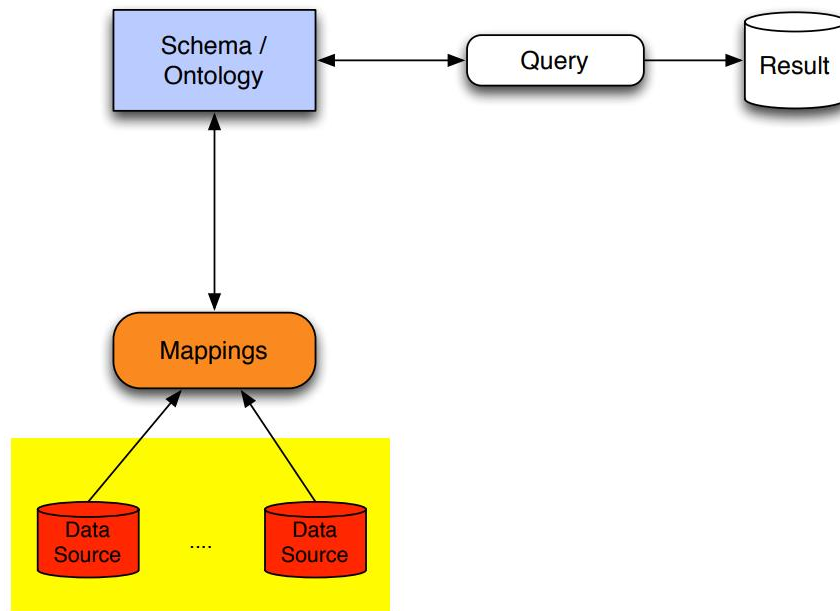 Schema /
Ontology
Query
Result
Mappings
Data
Source
....
Data
Source